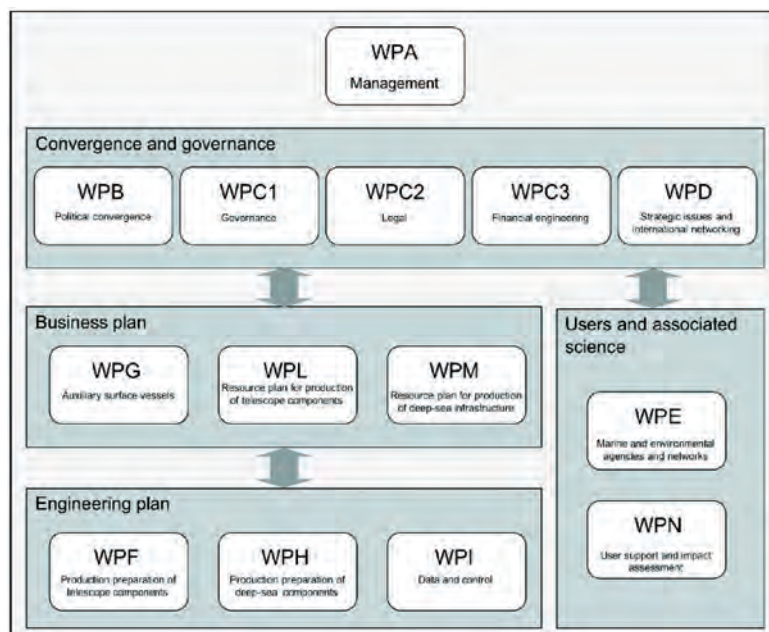 WPA
Management
Convergence and governance
WPB
Political convergence
WPC1
Governance
WPC2
Legal
WPC3
Financial engineering
WPD
Strategic issues and
international networking
Business plan
WPG
Auxiliary surface vessels
WPL
Resource plan for production
of telescope components
WPM
Resource plan for production
of deep-sea infrastructure
Users and associated
science
WPE
Marine and environmental
agencies and networks
WPN
User support and impact
assessment
Engineering plan
WPF
Production preparation of
telescope components
WPH
Production preparation of
deep-sea components
WPI
Data and control